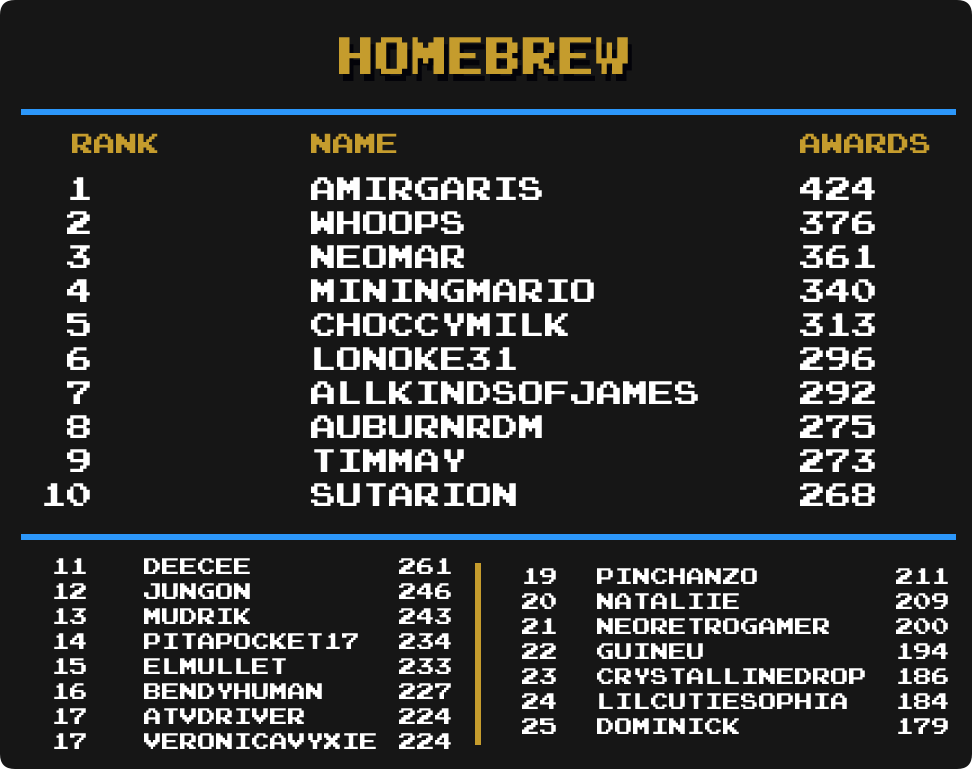 HOMEBREW
RANK NAME AWARDS
1 AMIRGARIS 424
2 WHOOPS 376
3 NEOMAR 361
4 MININGMARIO 340
5 CHOCCYMILK 313
6 LONOKE31 296
7 ALLKINDSOFJAMES 292
8 AUBURNRDM 275
9 TIMMAY 273
10 SUTARION 268
11 DEECEE 261
12 JUNGON 246
13 MUDRIK 243
14 PITAPOCKET17 234
15 ELMULLET 233
16 BENDYHUMAN 227
17 ATVDRIVER 224
17 VERONICAVYXIE 224
19 PINCHANZO 211
20 NATALIIE 209
21 NEORETROGAMER 200
22 GUINEU 194
23 CRYSTALLINEDROP 186
24 LILCUTIESOPHIA 184
25 DOMINICK 179